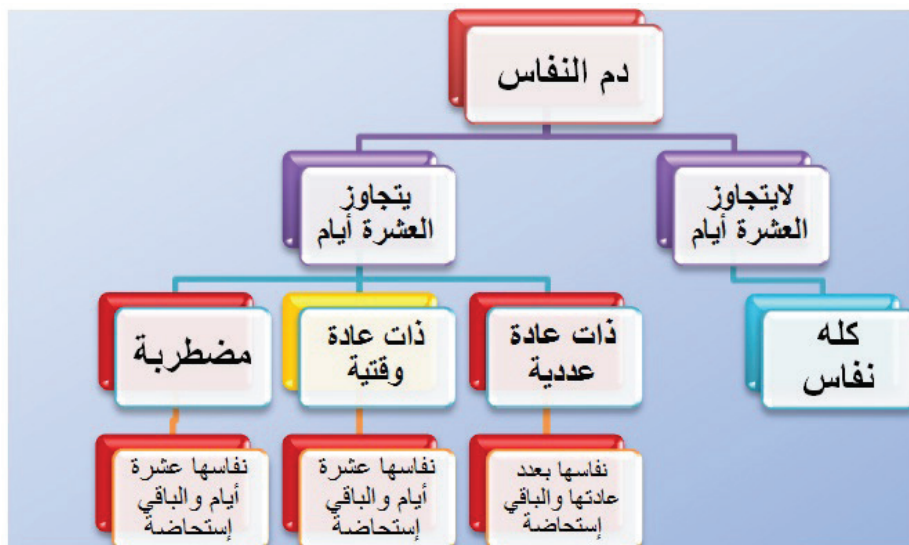 دم النفاس
لايتجاوز
العشرة أيام
يتجاوز
العشرة أيام
كله
نفاس
ذات عادة
عددية
ذات عادة
وقتية
مضطربة
نفاسها بعدد
عادتها والباقي
إستحاضة
نفاسها عشرة
أيام والباقي
إستحاضة
نفاسها عشرة
أيام والباقي
إستحاضة